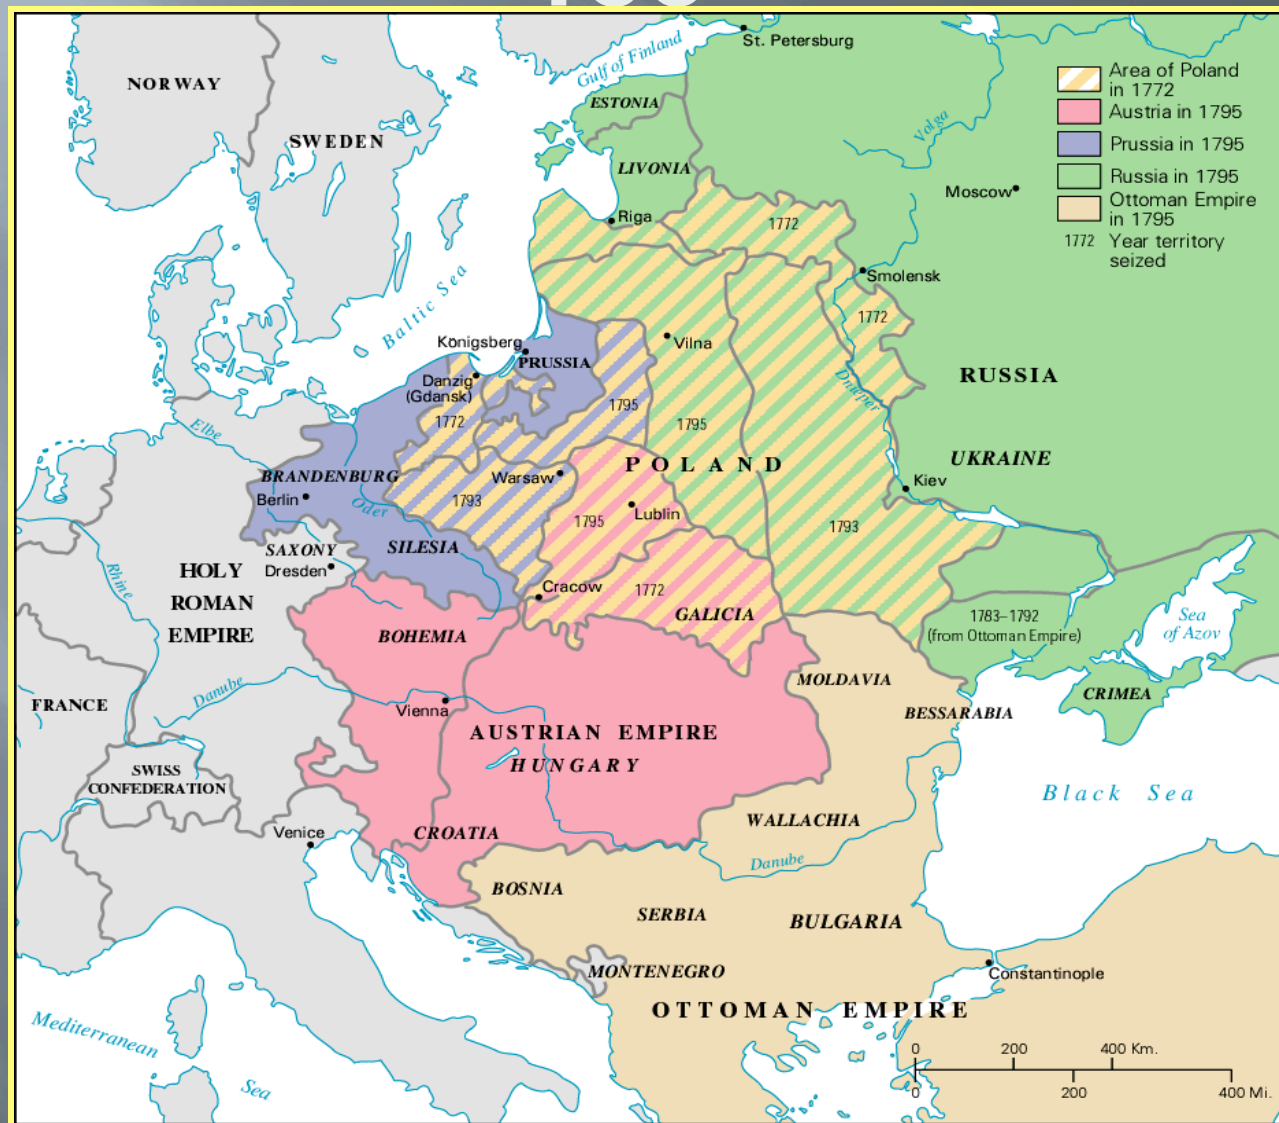 NORWAY
SWEDEN
Gulf of Finland
St. Petersburg
ESTONIA
LIVONIA
Riga
Volga
Moscow
Area of Poland
in 1772
Austria in 1795
Prussia in 1795
Russia in 1795
Ottoman Empire
in 1795
1772 Year territory
seized
1772
Smolensk
1772
Baltic Sea
Königsberg
PRUSSIA
Vilna
Danzig
(Gdansk)
1772
1795
1795
Dnieper
RUSSIA
Elbe
BRANDENBURG
Berlin
Oder
Warsaw
1793
POLAND
UKRAINE
Kiev
Lublin
1795
1793
SILESIA
SAXONY
Dresden
HOLY
ROMAN
EMPIRE
Rhine
Cracow
1772
GALICIA
BOHEMIA
1783–1792
(from Ottoman Empire)
Sea
of Azov
CRIMEA
MOLDAVIA
BESSARABIA
FRANCE
Danube
Vienna
AUSTRIAN EMPIRE
HUNGARY
SWISS
CONFEDERATION
Venice
CROATIA
WALLACHIA
Danube
Black Sea
BOSNIA
SERBIA
BULGARIA
MONTENEGRO
Constantinople
OTTOMAN EMPIRE
Mediterranean
Sea
0 200 400 Km.
0 200 400 Mi.